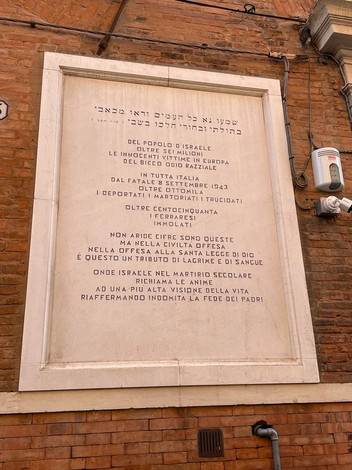 שמעו נא כל העמים וראו מכאבי
בתולתי ובחורי הלכו בשבי
DEL POPOLO D'ISRAELE
OLTRE SEI MILIONI
LE INNOCENTI VITTIME IN EUROPA
DEL BIECO ODIO RAZZIALE
IN TUTTA ITALIA
DAL FATALE 8 SETTEMBRE 1943
OLTRE OTTOMILA
I DEPORTATI I MARTORIATI I TRUCIDATI
OLTRE CENTOCINQUANTA
I FERRARESI
IMMOLATI
NON ARIDE CIFRE SONO QUESTE
MA NELLA CIVILTA OFFESA
NELLA OFFESA ALLA SANTA LEGGE DI DIO
È QUESTO UN TRIBUTO DI LAGRIME E DI SANGUE
ONDE ISRAELE NEL MARTIRIO SECOLARE
RICHIAMA LE ANIME
AD UNA PIU ALTA VISIONE DELLA VITA
RIAFFERMANDO INDOMITA LA FEDE DEI PADRI